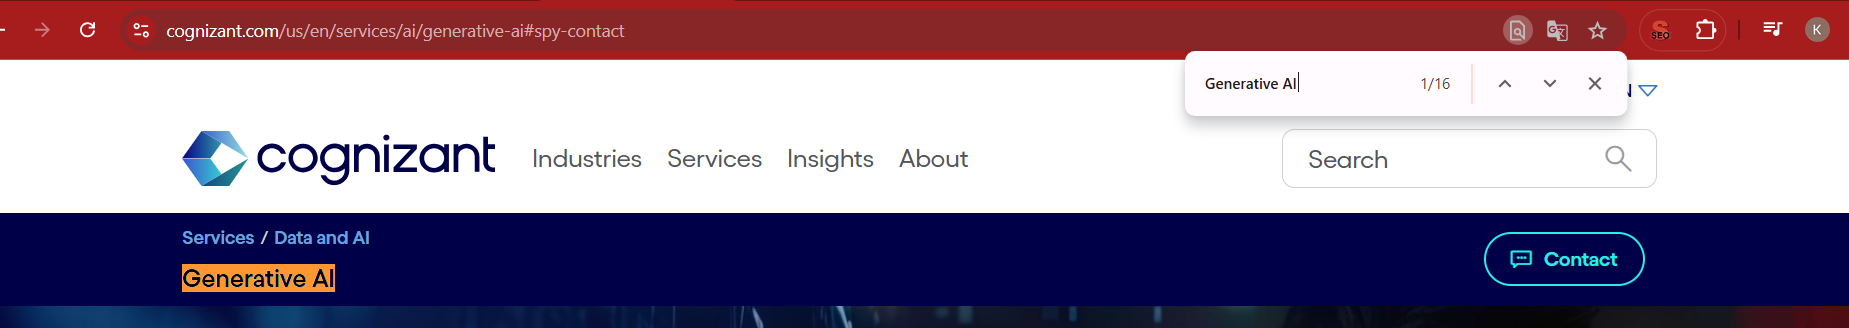 cognizant.com/us/en/services/ai/generative-ai#spy-contact
SEO
K
Generative AI 1/16
N
cognizant Industries Services Insights About Search
Services / Data and AI
Generative AI
Contact